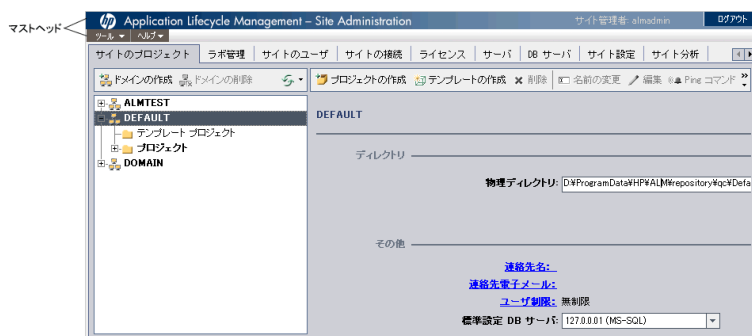 マストヘッド
hp Application Lifecycle Management – Site Administration サイト管理者: almadmin ログアウト
ツール ヘルプ
サイトのプロジェクト ラボ管理 サイトのユーザ サイトの接続 ライセンス サーバ DB サーバ サイト設定 サイト分析
ドメインの作成 ドメインの削除 プロジェクトの作成 テンプレートの作成 削除 名前の変更 編集 Ping コマンド
ALMTEST
DEFAULT
テンプレート プロジェクト
プロジェクト
DOMAIN
DEFAULT
ディレクトリ
物理ディレクトリ: D:¥ProgramData¥HP¥ALM¥repository¥qc¥Defa
その他
連絡先名:
連絡先電子メール:
ユーザ制限: 無制限
標準設定 DB サーバ: 127.0.0.01 (MS-SQL)